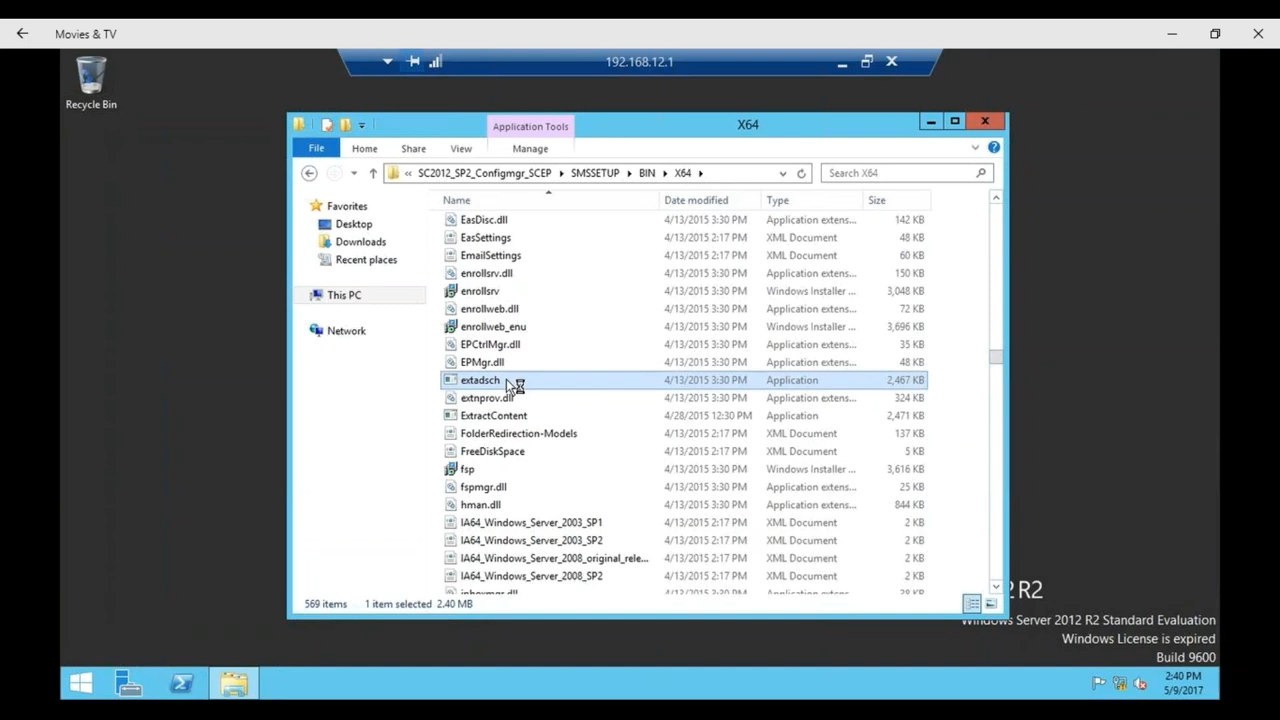 Movies & TV
192.168.12.1
Recycle Bin
Application Tools
X64
File
Home
Share
View
Manage
« SC2012_SP2_Configmgr_SCEP SMSSETUP BIN X64
Search X64
Favorites
Desktop
Downloads
Recent places
This PC
Network
Name Date modified Type Size
EasDisc.dll 4/13/2015 3:30 PM Application extens... 142 KB
EasSettings 4/13/2015 2:17 PM XML Document 48 KB
EmailSettings 4/13/2015 2:17 PM XML Document 60 KB
enrollsrv.dll 4/13/2015 3:30 PM Application extens... 150 KB
enrollsrv 4/13/2015 3:30 PM Windows Installer ... 3,048 KB
enrollweb.dll 4/13/2015 3:30 PM Application extens... 72 KB
enrollweb_enu 4/13/2015 3:30 PM Windows Installer ... 3,696 KB
EPCtrlMgr.dll 4/13/2015 3:30 PM Application extens... 35 KB
EPMgr.dll 4/13/2015 3:30 PM Application extens... 48 KB
extadsch 4/13/2015 3:30 PM Application 2,467 KB
extnprov.dll 4/13/2015 3:30 PM Application extens... 324 KB
ExtractContent 4/28/2015 12:30 PM Application 2,471 KB
FolderRedirection-Models 4/13/2015 2:17 PM XML Document 137 KB
FreeDiskSpace 4/13/2015 2:17 PM XML Document 5 KB
fsp 4/13/2015 3:30 PM Windows Installer ... 3,616 KB
fspmgr.dll 4/13/2015 3:30 PM Application extens... 25 KB
hman.dll 4/13/2015 3:30 PM Application extens... 844 KB
IA64_Windows_Server_2003_SP1 4/13/2015 2:17 PM XML Document 2 KB
IA64_Windows_Server_2003_SP2 4/13/2015 2:17 PM XML Document 2 KB
IA64_Windows_Server_2008_original_rele... 4/13/2015 2:17 PM XML Document 2 KB
IA64_Windows_Server_2008_SP2 4/13/2015 2:17 PM XML Document 2 KB
569 items 1 item selected 2.40 MB
R2
Windows Server 2012 R2 Standard Evaluation
Windows License is expired
Build 9600
2:40 PM
5/9/2017